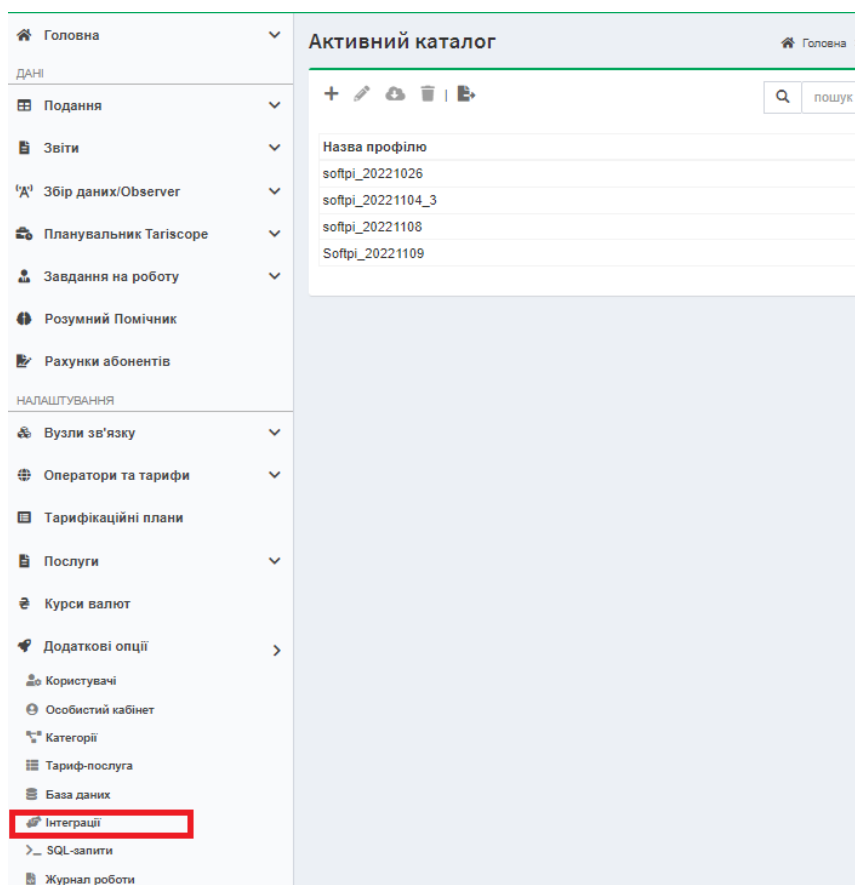 Головна
ДАНІ
Подання
Звіти
Збір даних/Observer
Планувальник Tariscope
Завдання на роботу
Розумний Помічник
Рахунки абонентів
НАЛАШТУВАННЯ
Вузли зв'язку
Оператори та тарифи
Тарифікаційні плани
Послуги
Курси валют
Додаткові опції
Користувачі
Особистий кабінет
Категорії
Тариф-послуга
База даних
Інтеграції
SQL-запити
Журнал роботи
Активний каталог
Головна
пошук
Назва профілю
softpi_20221026
softpi_20221104_3
softpi_20221108
Softpi_20221109